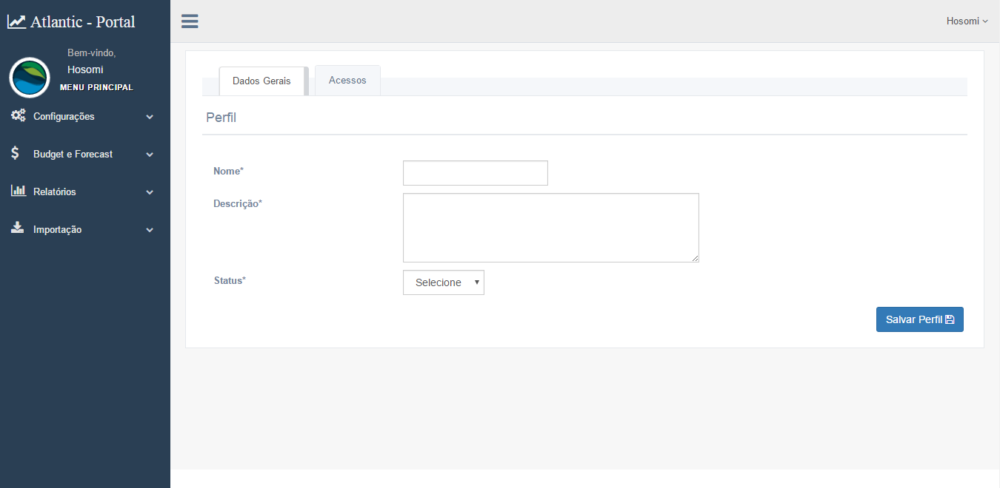 Atlantic - Portal
Hosomi
Bem-vindo,
Hosomi
MENU PRINCIPAL
Configurações
Budget e Forecast
Relatórios
Importação
Dados Gerais
Acessos
Perfil
Nome*
Descrição*
Status*
Selecione
Salvar Perfil